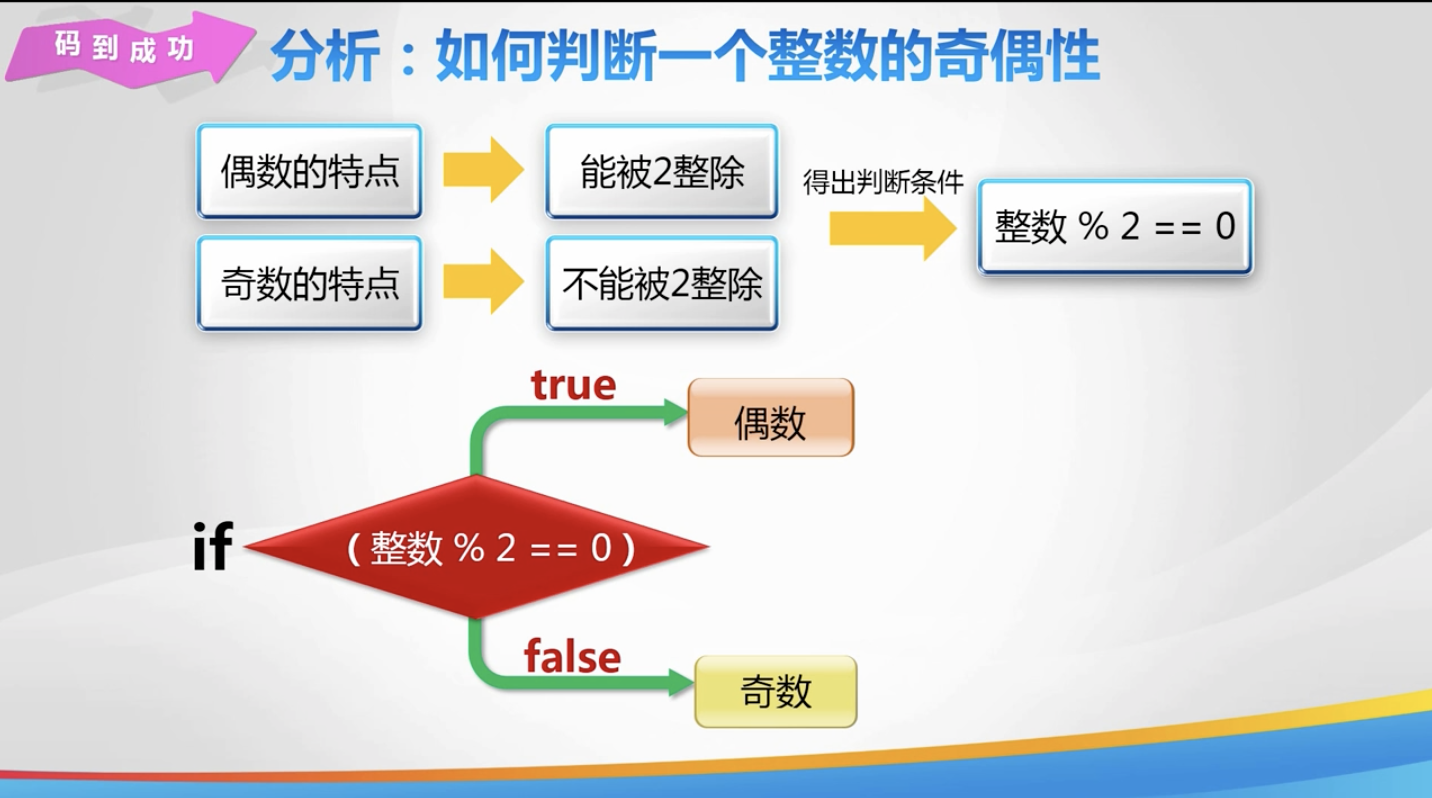 码到成功
分析：如何判断一个整数的奇偶性
偶数的特点
能被2整除
得出判断条件
整数 % 2 == 0
奇数的特点
不能被2整除
true
偶数
if
(整数 % 2 == 0)
false
奇数